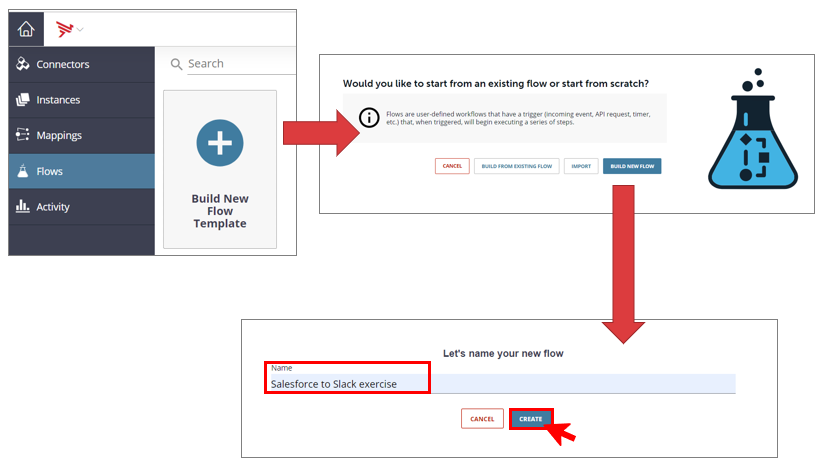 Connectors
Instances
Mappings
Flows
Activity
Search
Build New
Flow
Template
Would you like to start from an existing flow or start from scratch?
Flows are user-defined workflows that have a trigger (incoming event, API request, timer,
etc.) that, when triggered, will begin executing a series of steps.
CANCEL
BUILD FROM EXISTING FLOW
IMPORT
BUILD NEW FLOW
Let's name your new flow
Name
Salesforce to Slack exercise
CANCEL
CREATE